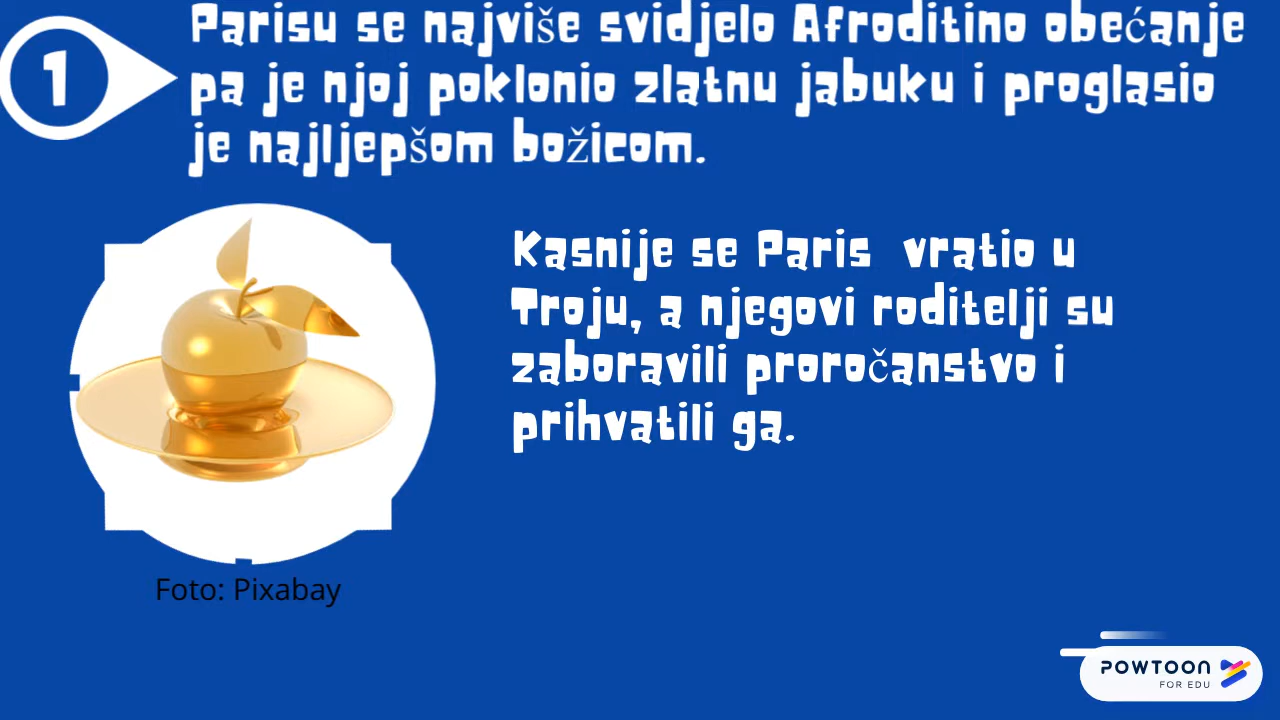 1
Parisu se najviše svidjelo Afroditino obećanje
pa je njoj poklonio zlatnu jabuku i proglasio
je najljepšom božicom.
Kasnije se Paris vratio u
Troju, a njegovi roditelji su
zaboravili proročanstvo i
prihvatili ga.
Foto: Pixabay
POWTOON
FOR EDU